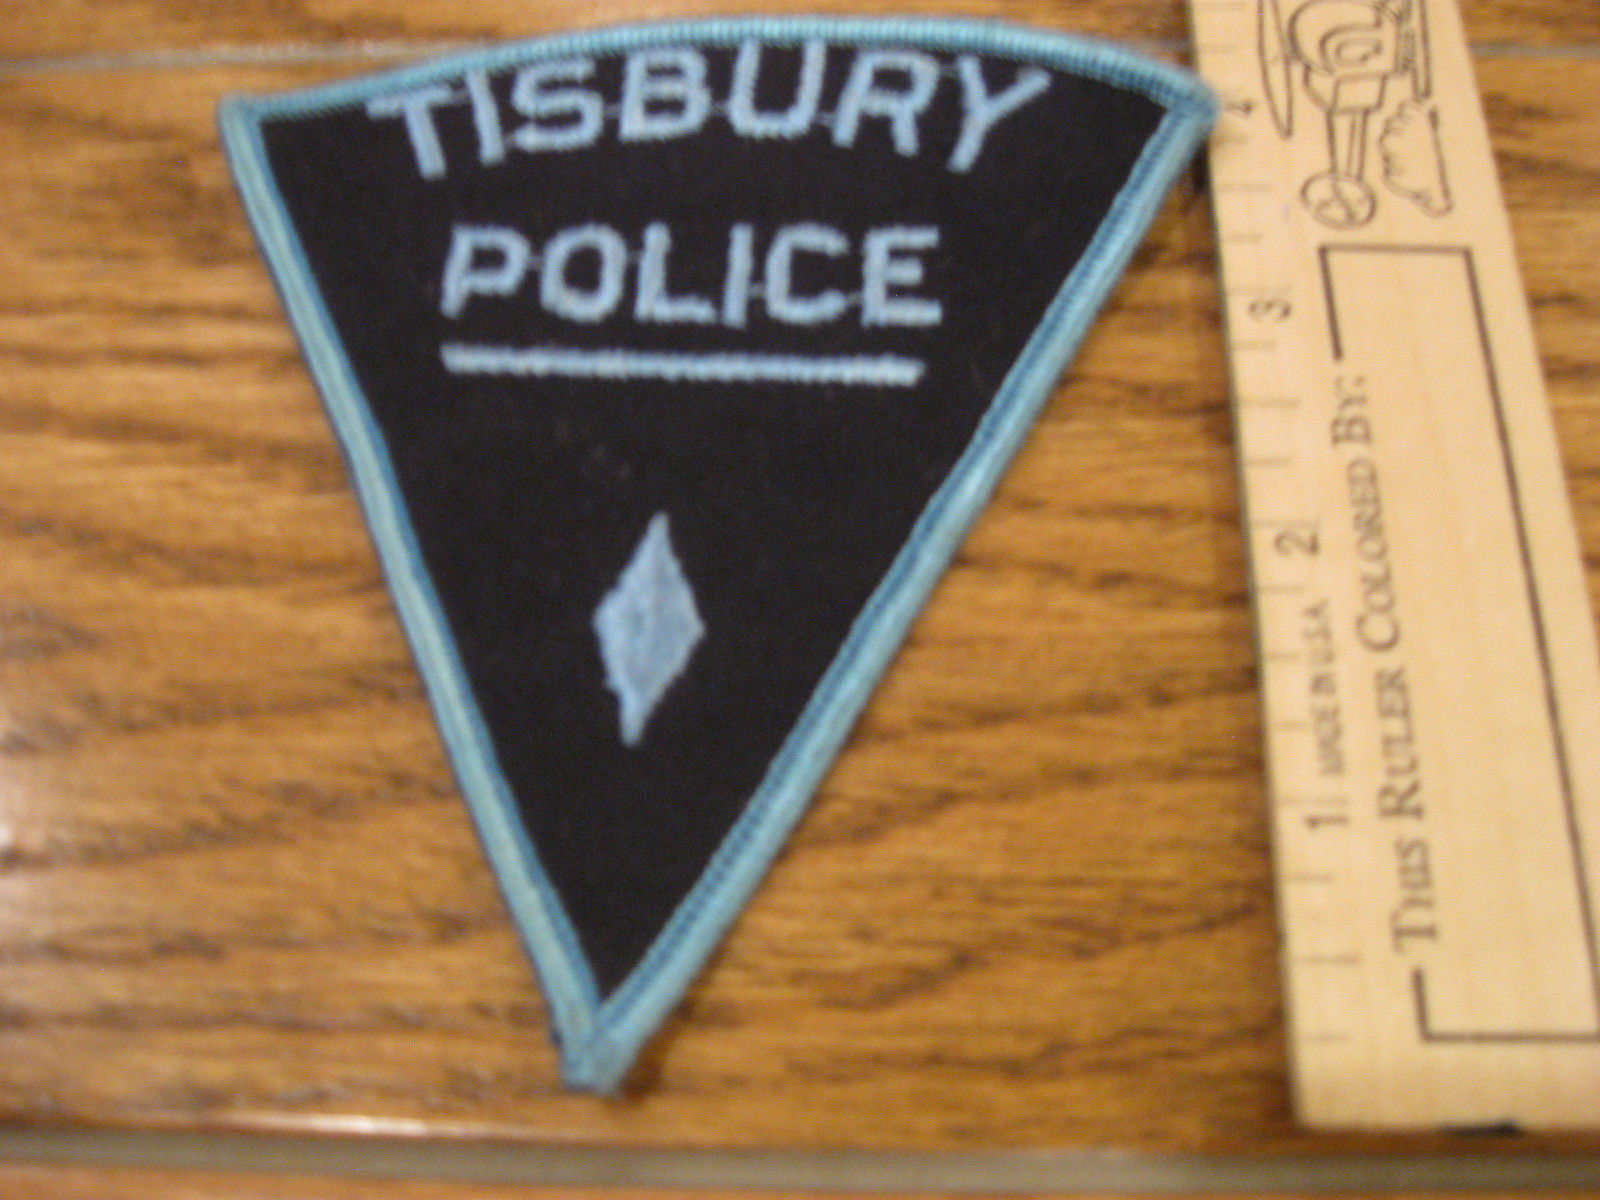 TISBURY
POLICE
4
3
2
1
MADE IN U.S.A
THIS RULER COLORED BY: